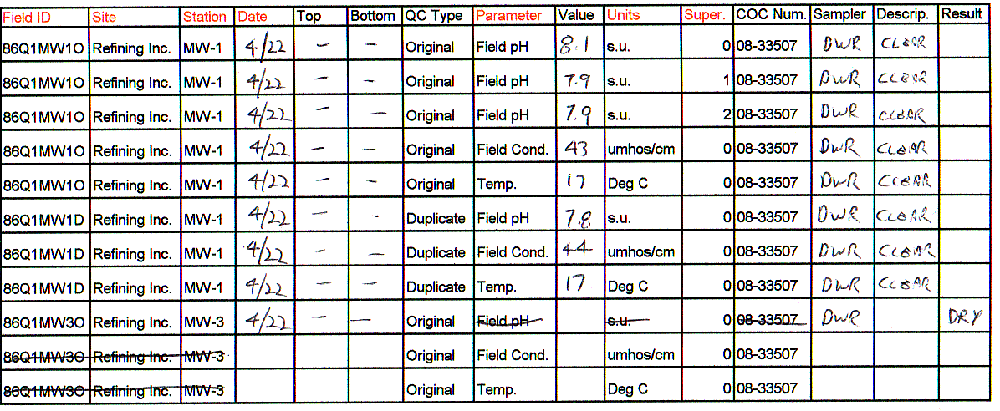 Field ID Site Station Date Top Bottom QC Type Parameter Value Units Super. COC Num. Sampler Descrip. Result
86Q1MW1O Refining Inc. MW-1 4/22 — — Original Field pH 8.1 s.u. 0 08-33507 DWR CLEAR
86Q1MW1O Refining Inc. MW-1 4/22 — — Original Field pH 7.9 s.u. 1 08-33507 DWR CLEAR
86Q1MW1O Refining Inc. MW-1 4/22 — — Original Field pH 7.9 s.u. 2 08-33507 DWR CLEAR
86Q1MW1O Refining Inc. MW-1 4/22 — — Original Field Cond. 43 umhos/cm 0 08-33507 DWR CLEAR
86Q1MW1O Refining Inc. MW-1 4/22 — — Original Temp. 17 Deg C 0 08-33507 DWR CLEAR
86Q1MW1D Refining Inc. MW-1 4/22 — — Duplicate Field pH 7.8 s.u. 0 08-33507 DWR CLEAR
86Q1MW1D Refining Inc. MW-1 4/22 — — Duplicate Field Cond. 44 umhos/cm 0 08-33507 DWR CLEAR
86Q1MW1D Refining Inc. MW-1 4/22 — — Duplicate Temp. 17 Deg C 0 08-33507 DWR CLEAR
86Q1MW3O Refining Inc. MW-3 4/22 — — Original Field pH s.u. 0 08-33507 DWR DRY
86Q1MW3O Refining Inc. MW-3 Original Field Cond. umhos/cm 0 08-33507
86Q1MW3O Refining Inc. MW-3 Original Temp. Deg C 0 08-33507